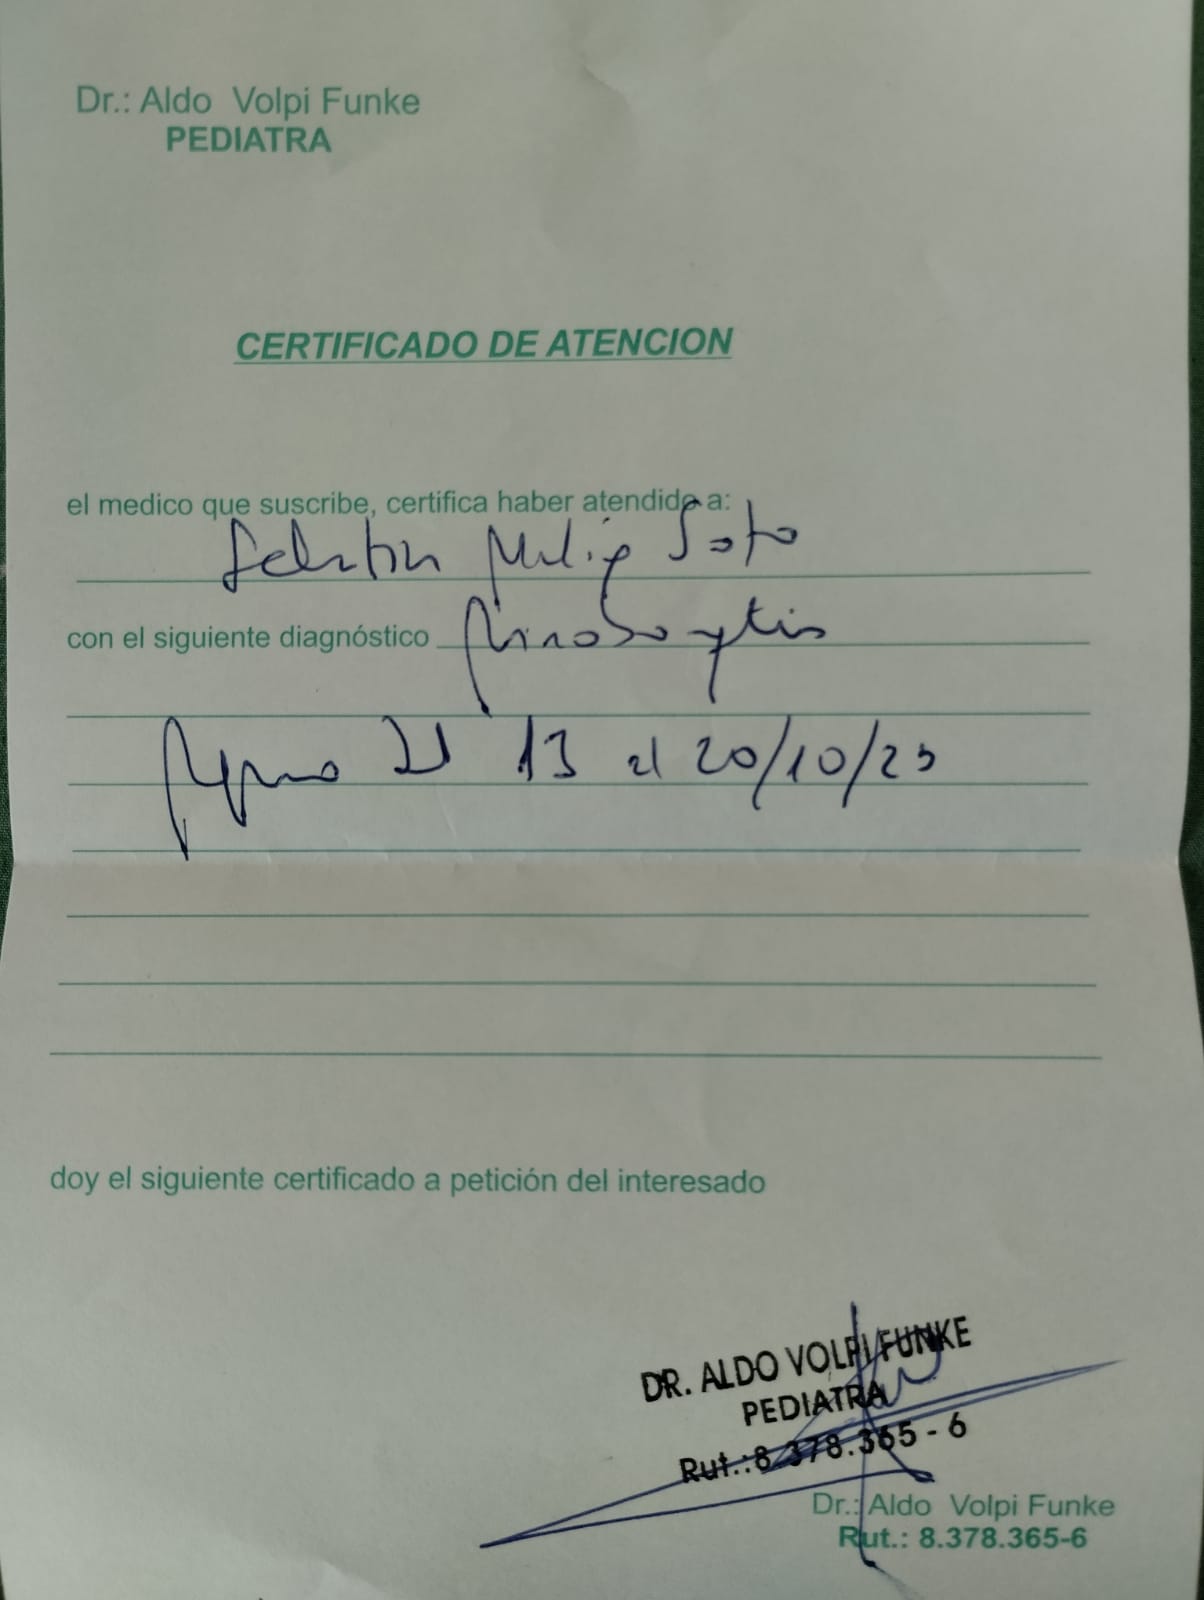 Dr.: Aldo Volpi Funke
PEDIATRA
CERTIFICADO DE ATENCION
el medico que suscribe, certifica haber atendido a:
Soto
con el siguiente diagnóstico
13 al 20/10/25
doy el siguiente certificado a petición del interesado
DR. ALDO VOLPI FUNKE
PEDIATRA
Rut.: 8.378.365 - 6
Dr.: Aldo Volpi Funke
Rut.: 8.378.365-6